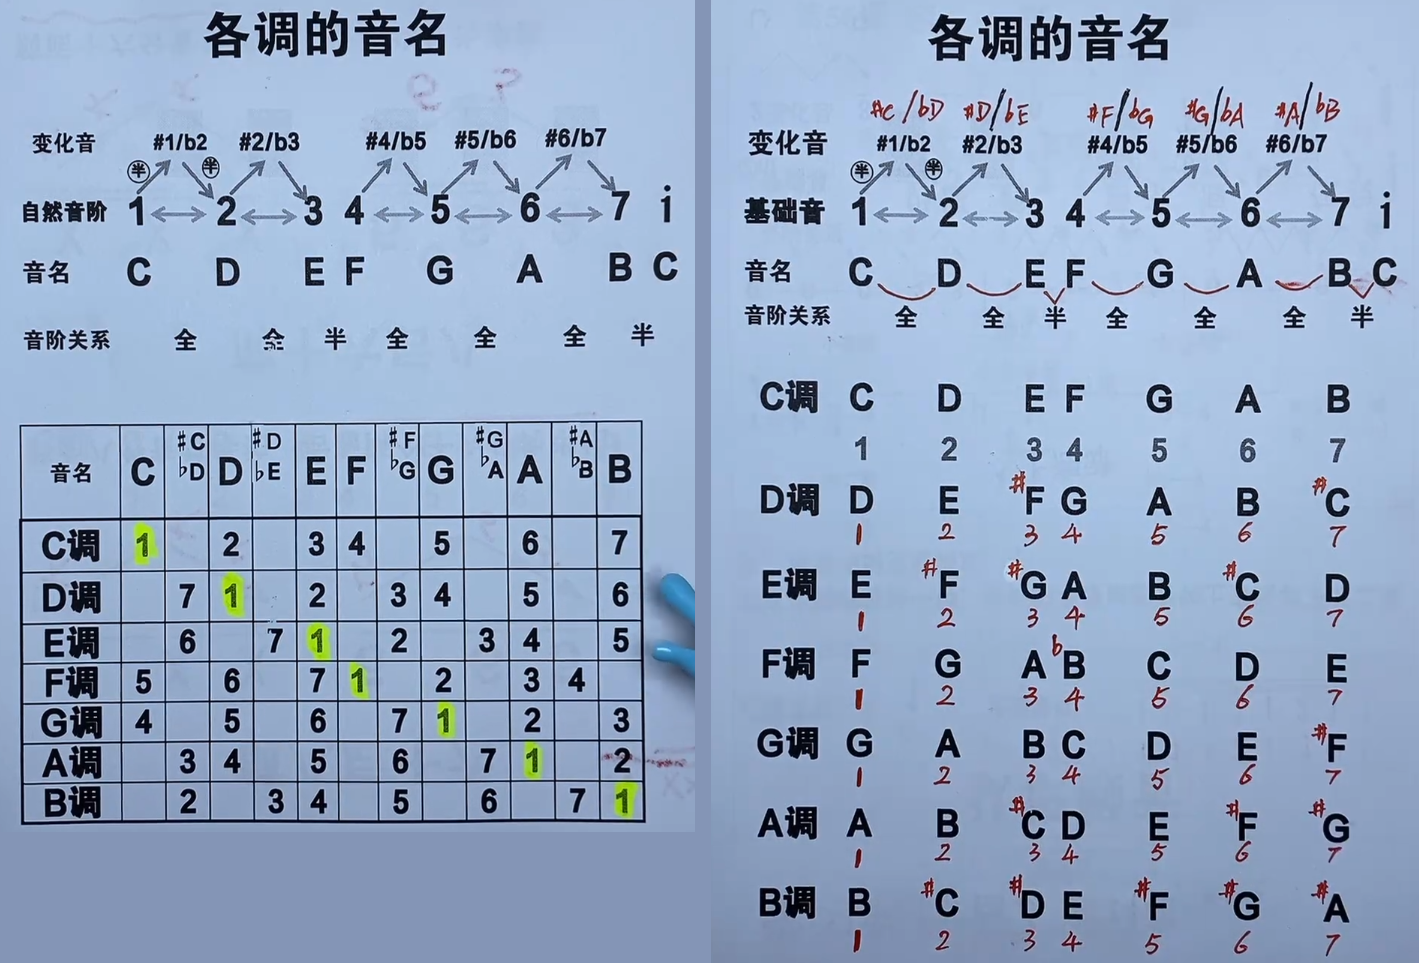 各调的音名
变化音 #1/b2 #2/b3 #4/b5 #5/b6 #6/b7
半 半
自然音阶 1 2 3 4 5 6 7 i
音名 C D E F G A B C
音阶关系 全 全 半 全 全 全 半
音名 C #C bD D #D bE E F #F bG G #G bA A #A bB B
C调 1 2 3 4 5 6 7
D调 7 1 2 3 4 5 6
E调 6 7 1 2 3 4 5
F调 5 6 7 1 2 3 4
G调 4 5 6 7 1 2 3
A调 3 4 5 6 7 1 2
B调 2 3 4 5 6 7 1
各调的音名
#C/bD #D/bE #F/bG #G/bA #A/bB
变化音 #1/b2 #2/b3 #4/b5 #5/b6 #6/b7
半 半
基础音 1 2 3 4 5 6 7 i
音名 C D E F G A B C
音阶关系 全 全 半 全 全 全 半
C调 C D E F G A B
1 2 3 4 5 6 7
D调 D E #F G A B #C
1 2 3 4 5 6 7
E调 E #F #G A B #C D
1 2 3 4 5 6 7
F调 F G A bB C D E
1 2 3 4 5 6 7
G调 G A B C D E #F
1 2 3 4 5 6 7
A调 A B #C D E #F #G
1 2 3 4 5 6 7
B调 B #C #D E #F #G #A
1 2 3 4 5 6 7